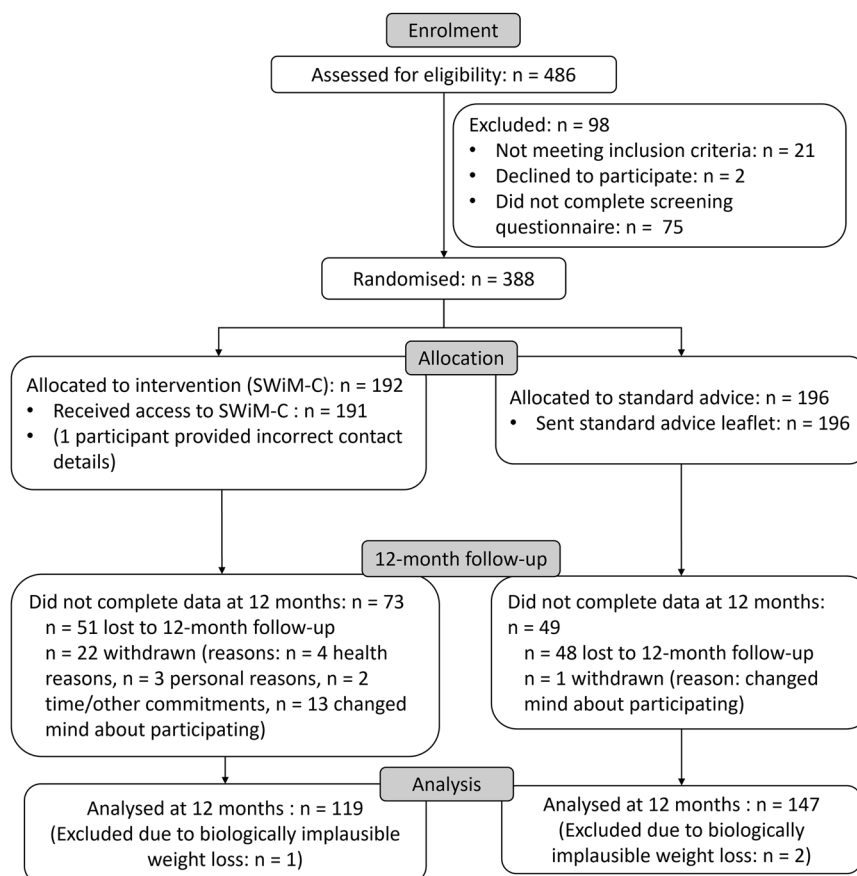 Enrolment
Assessed for eligibility: n = 486
Excluded: n = 98
• Not meeting inclusion criteria: n = 21
• Declined to participate: n = 2
• Did not complete screening
questionnaire: n = 75
Randomised: n = 388
Allocation
Allocated to intervention (SWiM-C): n = 192
• Received access to SWiM-C : n = 191
• (1 participant provided incorrect contact
details)
Allocated to standard advice: n = 196
• Sent standard advice leaflet: n = 196
12-month follow-up
Did not complete data at 12 months: n = 73
n = 51 lost to 12-month follow-up
n = 22 withdrawn (reasons: n = 4 health
reasons, n = 3 personal reasons, n = 2
time/other commitments, n = 13 changed
mind about participating)
Did not complete data at 12 months:
n = 49
n = 48 lost to 12-month follow-up
n = 1 withdrawn (reason: changed
mind about participating)
Analysis
Analysed at 12 months : n = 119
(Excluded due to biologically implausible
weight loss: n = 1)
Analysed at 12 months : n = 147
(Excluded due to biologically
implausible weight loss: n = 2)